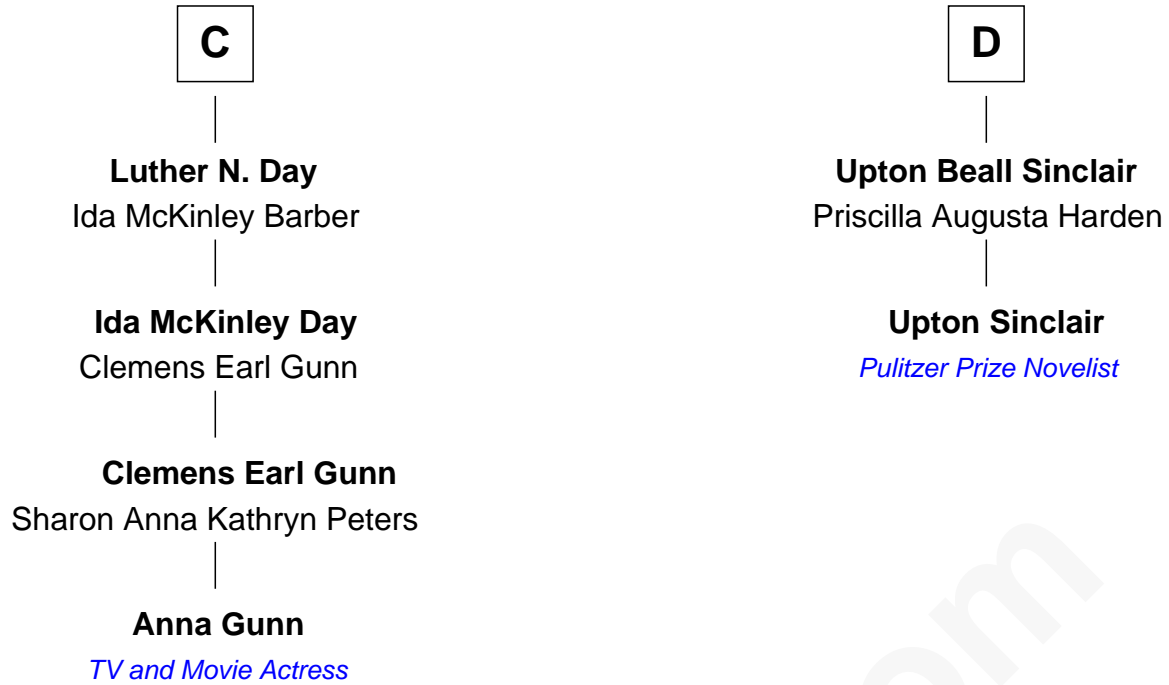 C
Luther N. Day
Ida McKinley Barber
Ida McKinley Day
Clemens Earl Gunn
Clemens Earl Gunn
Sharon Anna Kathryn Peters
Anna Gunn
TV and Movie Actress
D
Upton Beall Sinclair
Priscilla Augusta Harden
Upton Sinclair
Pulitzer Prize Novelist
om